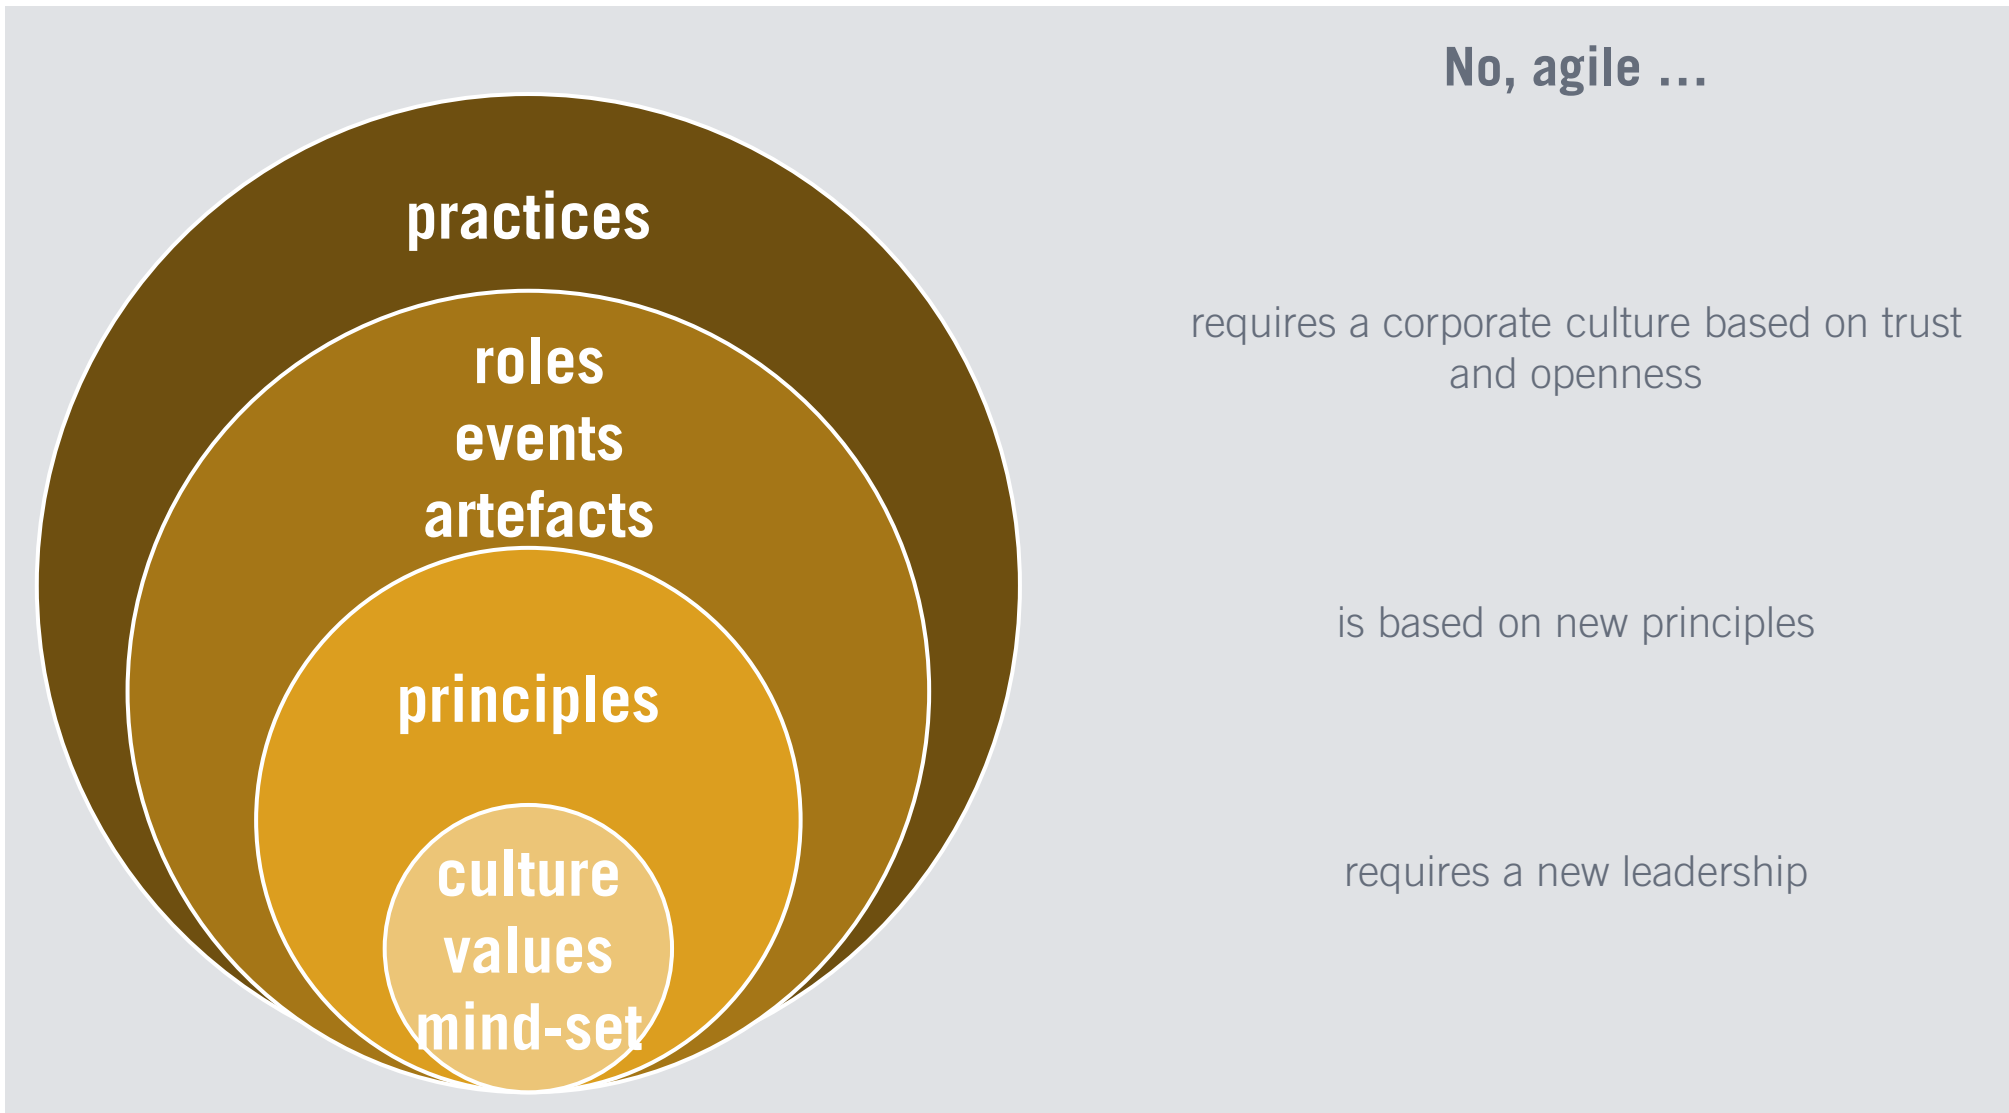 practices
roles
events
artefacts
principles
culture
values
mind-set
No, agile …
requires a corporate culture based on trust
and openness
is based on new principles
requires a new leadership